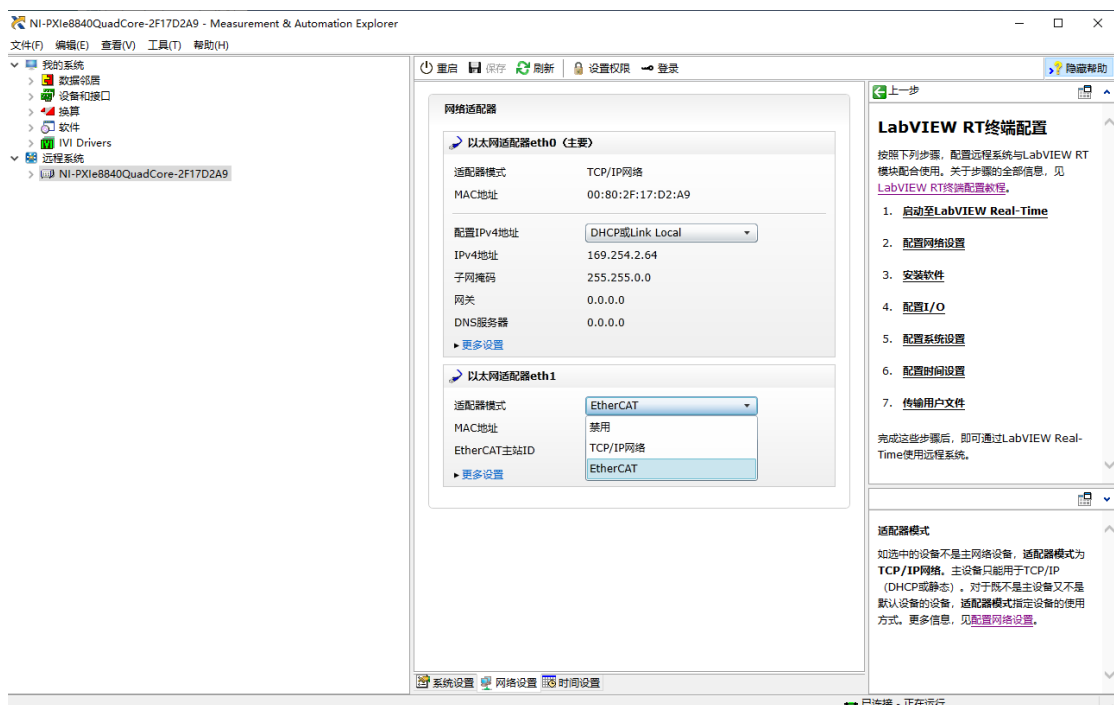 NI-PXIe8840QuadCore-2F17D2A9 - Measurement & Automation Explorer
文件(F) 编辑(E) 查看(V) 工具(T) 帮助(H)
我的系统
数据邻居
设备和接口
换算
软件
IVI Drivers
远程系统
NI-PXIe8840QuadCore-2F17D2A9
重启 保存 刷新 设置权限 登录 隐藏帮助
网络适配器
以太网适配器eth0（主要）
适配器模式 TCP/IP网络
MAC地址 00:80:2F:17:D2:A9
配置IPv4地址 DHCP或Link Local
IPv4地址 169.254.2.64
子网掩码 255.255.0.0
网关 0.0.0.0
DNS服务器 0.0.0.0
更多设置
以太网适配器eth1
适配器模式 EtherCAT
MAC地址 禁用
EtherCAT主站ID TCP/IP网络
更多设置 EtherCAT
系统设置 网络设置 时间设置
上一步
LabVIEW RT终端配置
按照下列步骤，配置远程系统与LabVIEW RT
模块配合使用。关于步骤的全部信息，见
LabVIEW RT终端配置教程。
1. 启动至LabVIEW Real-Time
2. 配置网络设置
3. 安装软件
4. 配置I/O
5. 配置系统设置
6. 配置时间设置
7. 传输用户文件
完成这些步骤后，即可通过LabVIEW Real-
Time使用远程系统。
适配器模式
如选中的设备不是主网络设备，适配器模式为
TCP/IP网络。主设备只能用于TCP/IP
（DHCP或静态）。对于既不是主设备又不是
默认设备的设备，适配器模式指定设备的使用
方式。更多信息，见配置网络设置。
已连接 - 正在运行